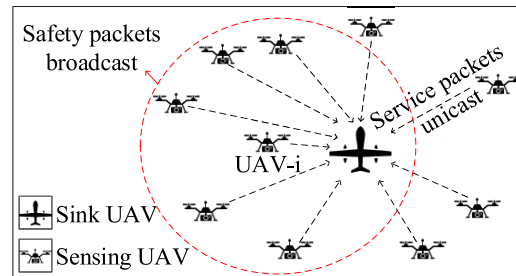 Safety packets
broadcast
Service packets
unicast
UAV-i
Sink UAV
Sensing UAV